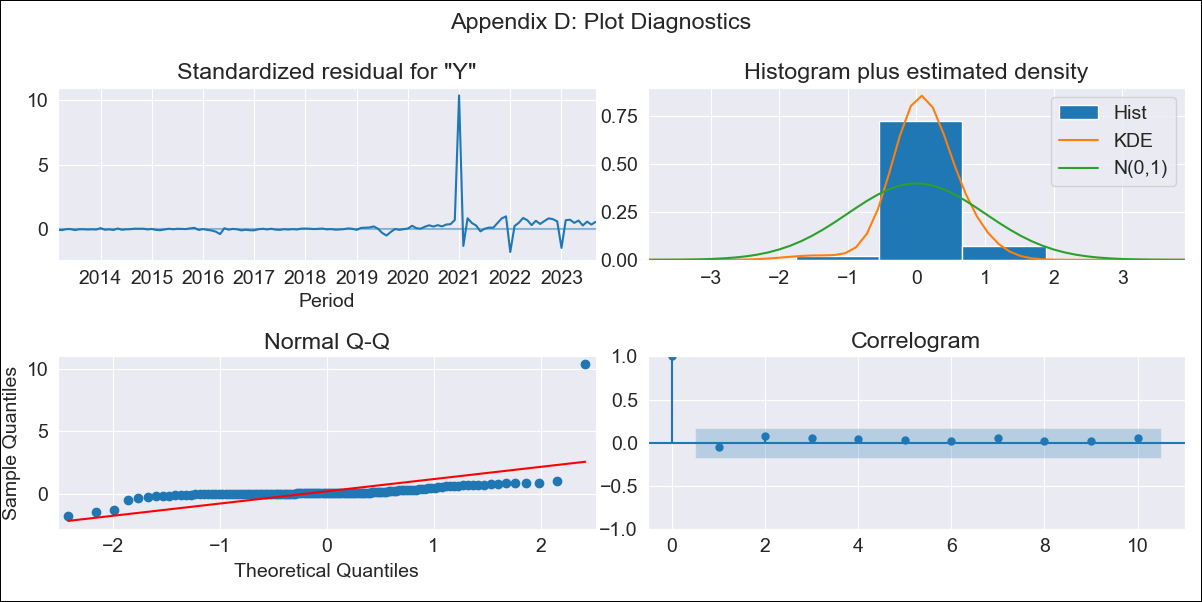 Appendix D: Plot Diagnostics
Standardized residual for "Y"
10
5
0
2014 2015 2016 2017 2018 2019 2020 2021 2022 2023
Period
Histogram plus estimated density
0.75
0.50
0.25
0.00
Hist
KDE
N(0,1)
−3 −2 −1 0 1 2 3
Normal Q-Q
Sample Quantiles
10
5
0
−2 −1 0 1 2
Theoretical Quantiles
Correlogram
1.0
0.5
0.0
−0.5
−1.0
0 2 4 6 8 10